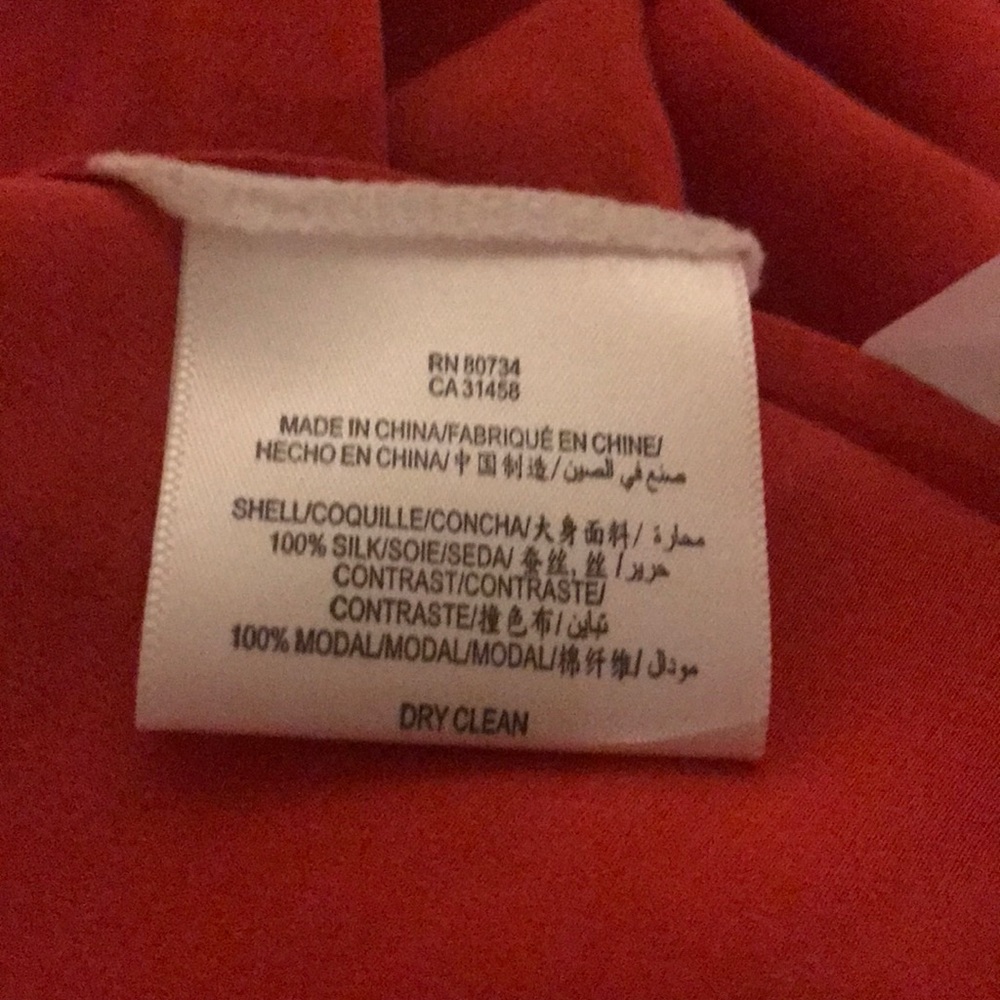 RN 80734
CA 31458
MADE IN CHINA/FABRIQUÉ EN CHINE/
HECHO EN CHINA/中国制造/صنع في الصين
SHELL/COQUILLE/CONCHA/大身面料/ محارة
100% SILK/SOIE/SEDA/ 蚕丝, 丝/حرير
CONTRAST/CONTRASTE/
CONTRASTE/撞色布/تباين
100% MODAL/MODAL/MODAL/棉纤维/مودال
DRY CLEAN